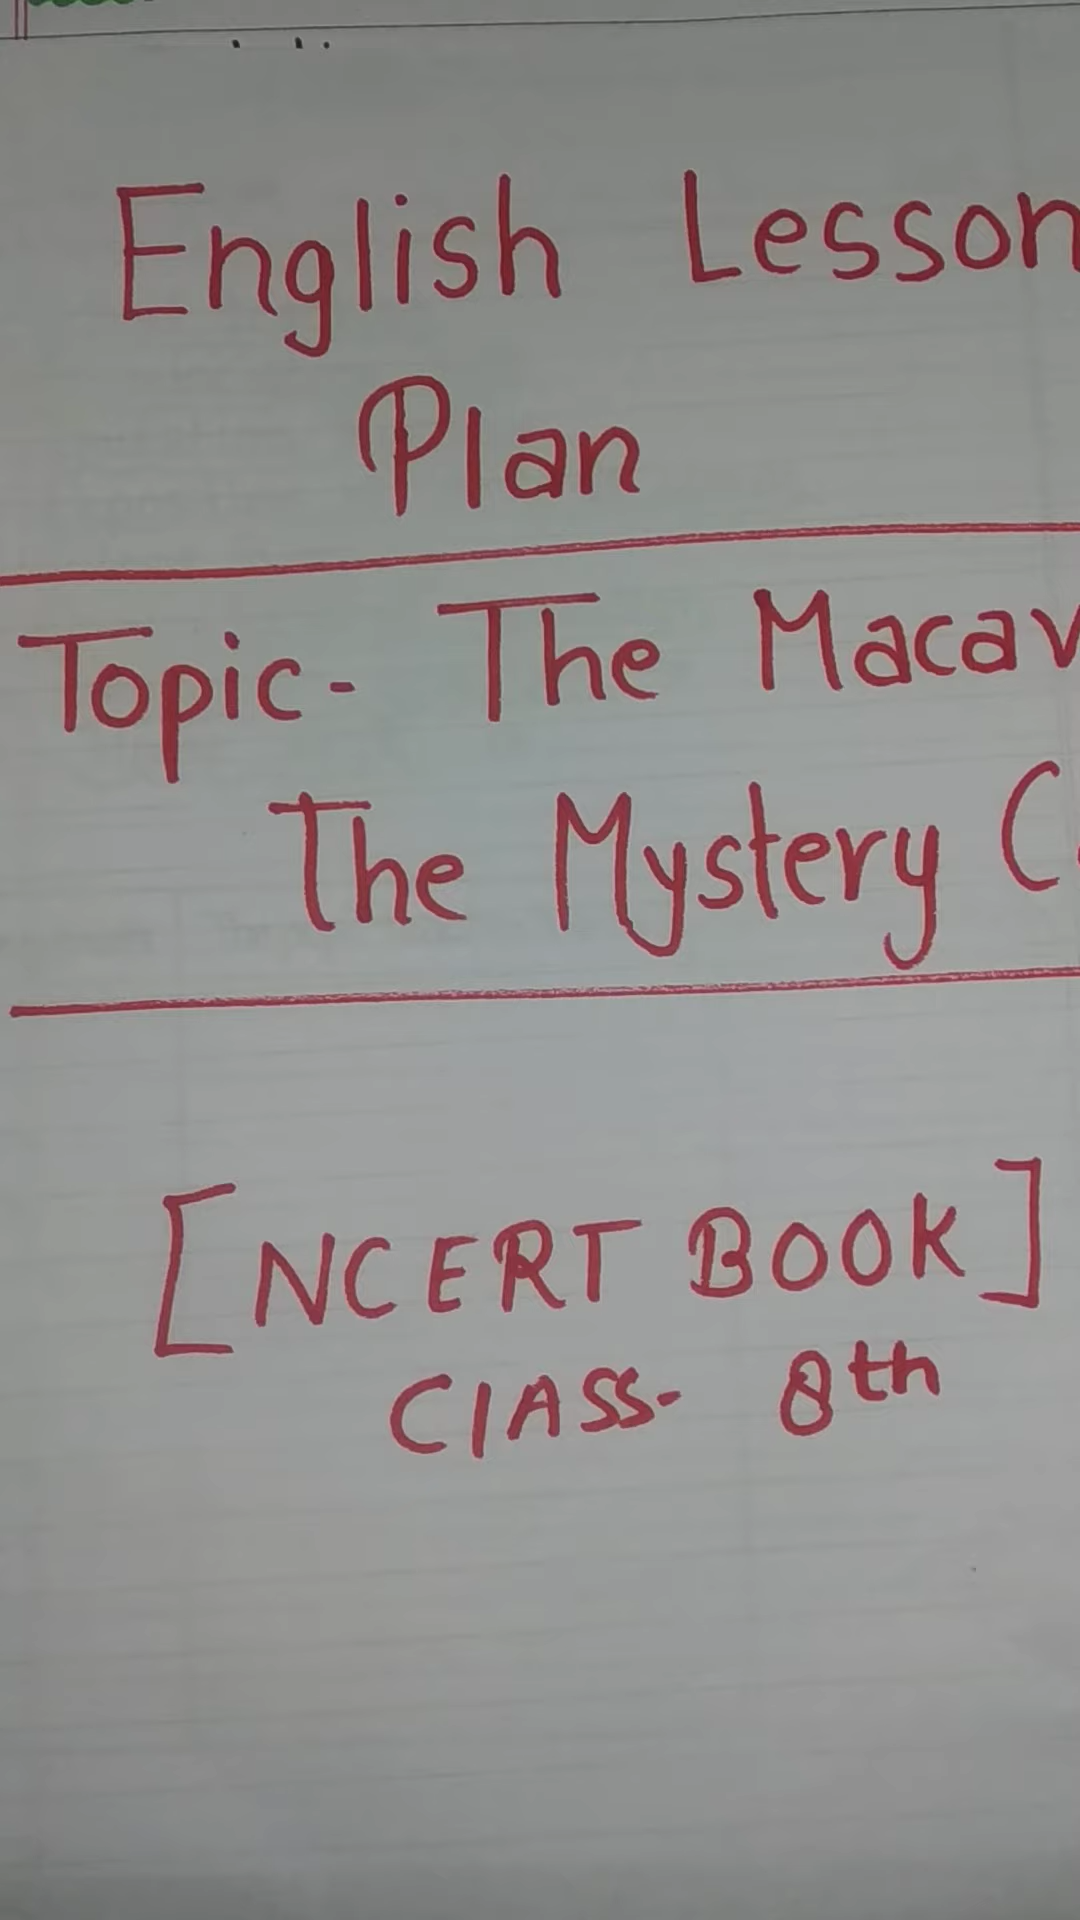 English Lesson
Plan
Topic- The Macav
The Mystery C
[NCERT BOOK]
ClASS- 8th